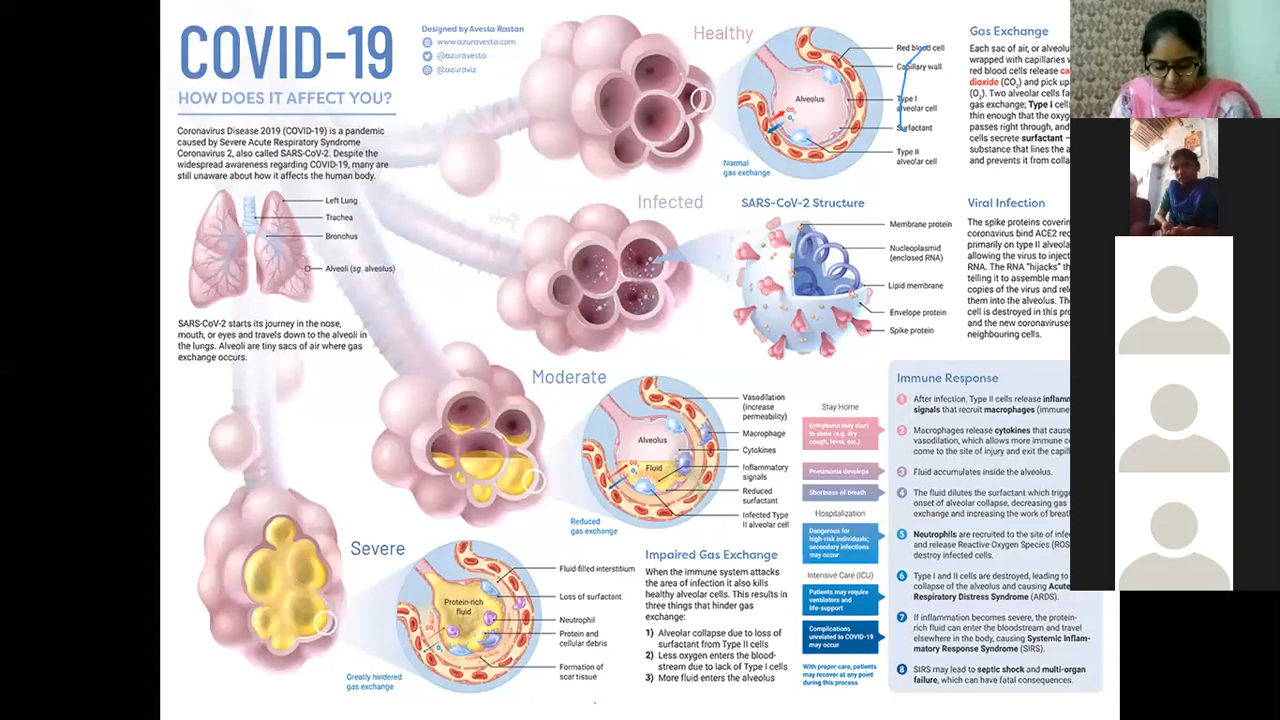 COVID-19
HOW DOES IT AFFECT YOU?
Coronavirus Disease 2019 (COVID-19) is a pandemic
caused by Severe Acute Respiratory Syndrome
Coronavirus 2, also called SARS-CoV-2. Despite the
widespread awareness regarding COVID-19, many are
still unaware about how it affects the human body.
Designed by Avesta Rastan
www.azuravesta.com
@azuravesta
@azuraviz
Left Lung
Trachea
Bronchus
Alveoli (sg. alveolus)
SARS-CoV-2 starts its journey in the nose,
mouth, or eyes and travels down to the alveoli in
the lungs. Alveoli are tiny sacs of air where gas
exchange occurs.
Healthy
Alveolus
CO₂
O₂
Red blood cell
Capillary wall
Type I
alveolar cell
Surfactant
Type II
alveolar cell
Normal
gas exchange
Gas Exchange
Each sac of air, or alveolu
wrapped with capillaries w
red blood cells release ca
dioxide (CO₂) and pick up
(O₂). Two alveolar cells fa
gas exchange; Type I cell
thin enough that the oxyg
passes right through, and
cells secrete surfactant —
substance that lines the a
and prevents it from colla
Infected
SARS-CoV-2 Structure
Membrane protein
Nucleoplasmid
(enclosed RNA)
Lipid membrane
Envelope protein
Spike protein
Viral Infection
The spike proteins coverin
coronavirus bind ACE2 rec
primarily on type II alveola
allowing the virus to inject
RNA. The RNA "hijacks" th
telling it to assemble many
copies of the virus and rele
them into the alveolus. The
cell is destroyed in this pro
and the new coronaviruses
neighbouring cells.
Moderate
Alveolus
Fluid
CO₂
O₂
Vasodilation
(increase
permeability)
Macrophage
Cytokines
Inflammatory
signals
Reduced
surfactant
Infected Type
II alveolar cell
Reduced
gas exchange
Severe
Protein-rich
fluid
CO₂
O₂
Fluid-filled interstitium
Loss of surfactant
Neutrophil
Protein and
cellular debris
Formation of
scar tissue
Greatly hindered
gas exchange
Impaired Gas Exchange
When the immune system attacks
the area of infection it also kills
healthy alveolar cells. This results in
three things that hinder gas
exchange:
1) Alveolar collapse due to loss of
surfactant from Type II cells
2) Less oxygen enters the blood-
stream due to lack of Type I cells
3) More fluid enters the alveolus
Stay Home
Symptoms may start
to show (e.g. dry
cough, fever, etc.)
Pneumonia develops
Shortness of breath
Hospitalization
Dangerous for
high-risk individuals;
secondary infections
may occur
Intensive Care (ICU)
Patients may require
ventilators and
life-support
Complications
unrelated to COVID-19
may occur
With proper care, patients
may recover at any point
during this process
Immune Response
1 After infection, Type II cells release inflamm
signals that recruit macrophages (immune
2 Macrophages release cytokines that cause
vasodilation, which allows more immune c
come to the site of injury and exit the capill
3 Fluid accumulates inside the alveolus.
4 The fluid dilutes the surfactant which trigg
onset of alveolar collapse, decreasing gas
exchange and increasing the work of breath
5 Neutrophils are recruited to the site of infec
and release Reactive Oxygen Species (ROS
destroy infected cells.
6 Type I and II cells are destroyed, leading to
collapse of the alveolus and causing Acute
Respiratory Distress Syndrome (ARDS).
7 If inflammation becomes severe, the protein-
rich fluid can enter the bloodstream and travel
elsewhere in the body, causing Systemic Inflam-
matory Response Syndrome (SIRS).
8 SIRS may lead to septic shock and multi-organ
failure, which can have fatal consequences.